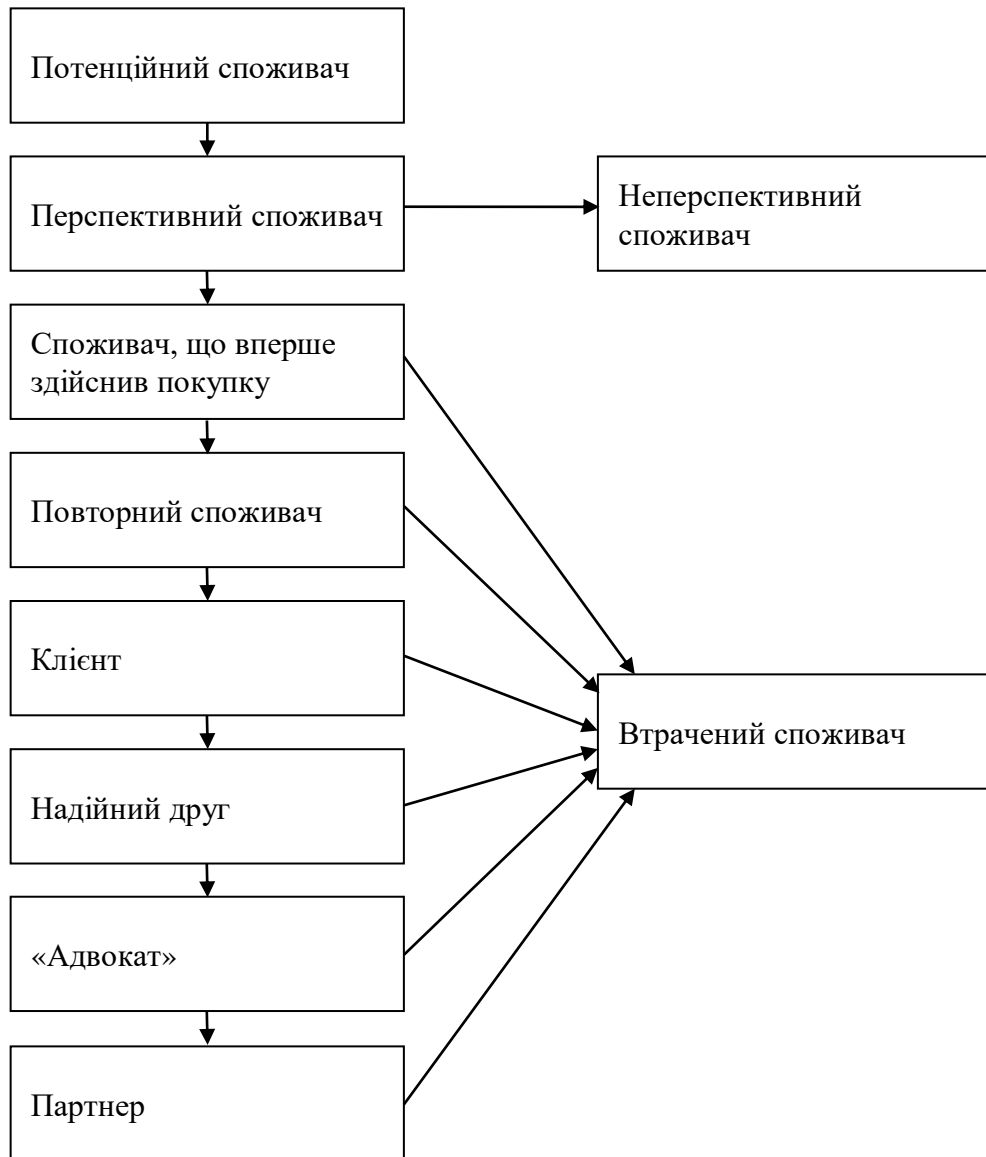 Потенційний споживач
Перспективний споживач
Неперспективний
споживач
Споживач, що вперше
здійснив покупку
Повторний споживач
Клієнт
Втрачений споживач
Надійний друг
«Адвокат»
Партнер